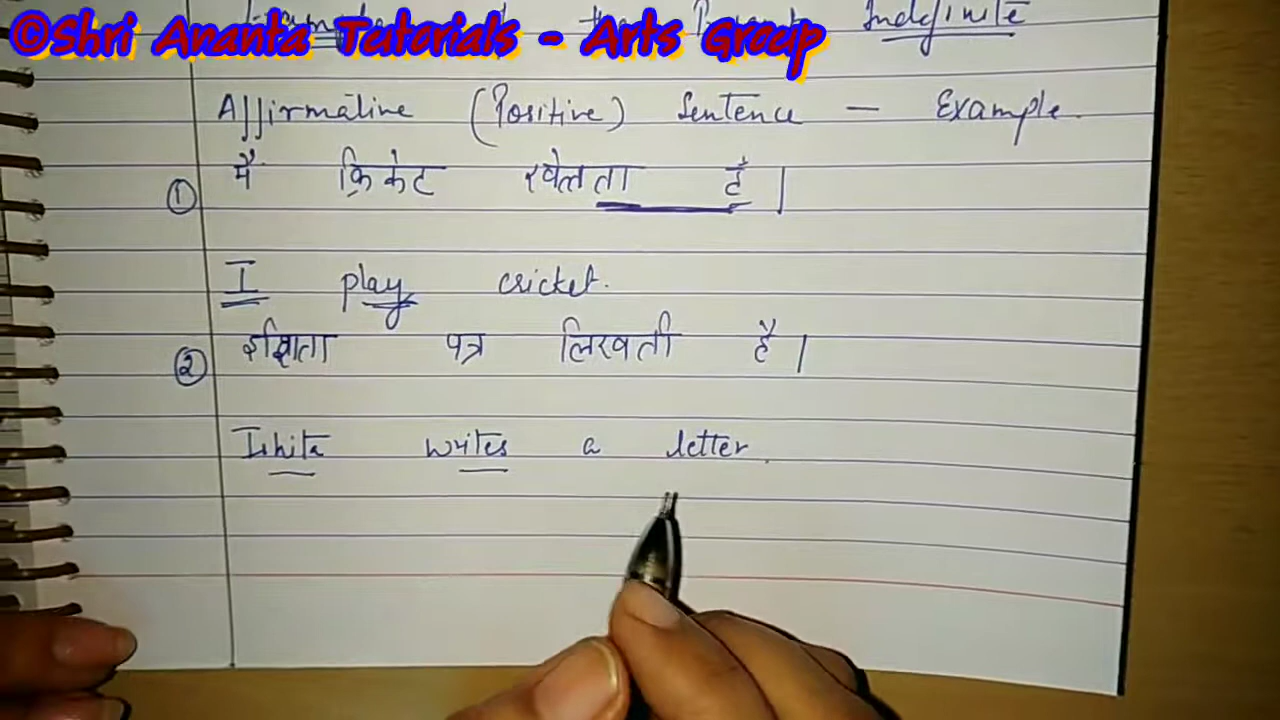 ©Shri Ananta Tutorials - Arts Group
Indefinite
Affirmative (Positive) Sentence - Example.
① मैं क्रिकेट खेलता हैं।
I play cricket.
② ईशिता पत्र लिखती है।
Ishita writes a letter.